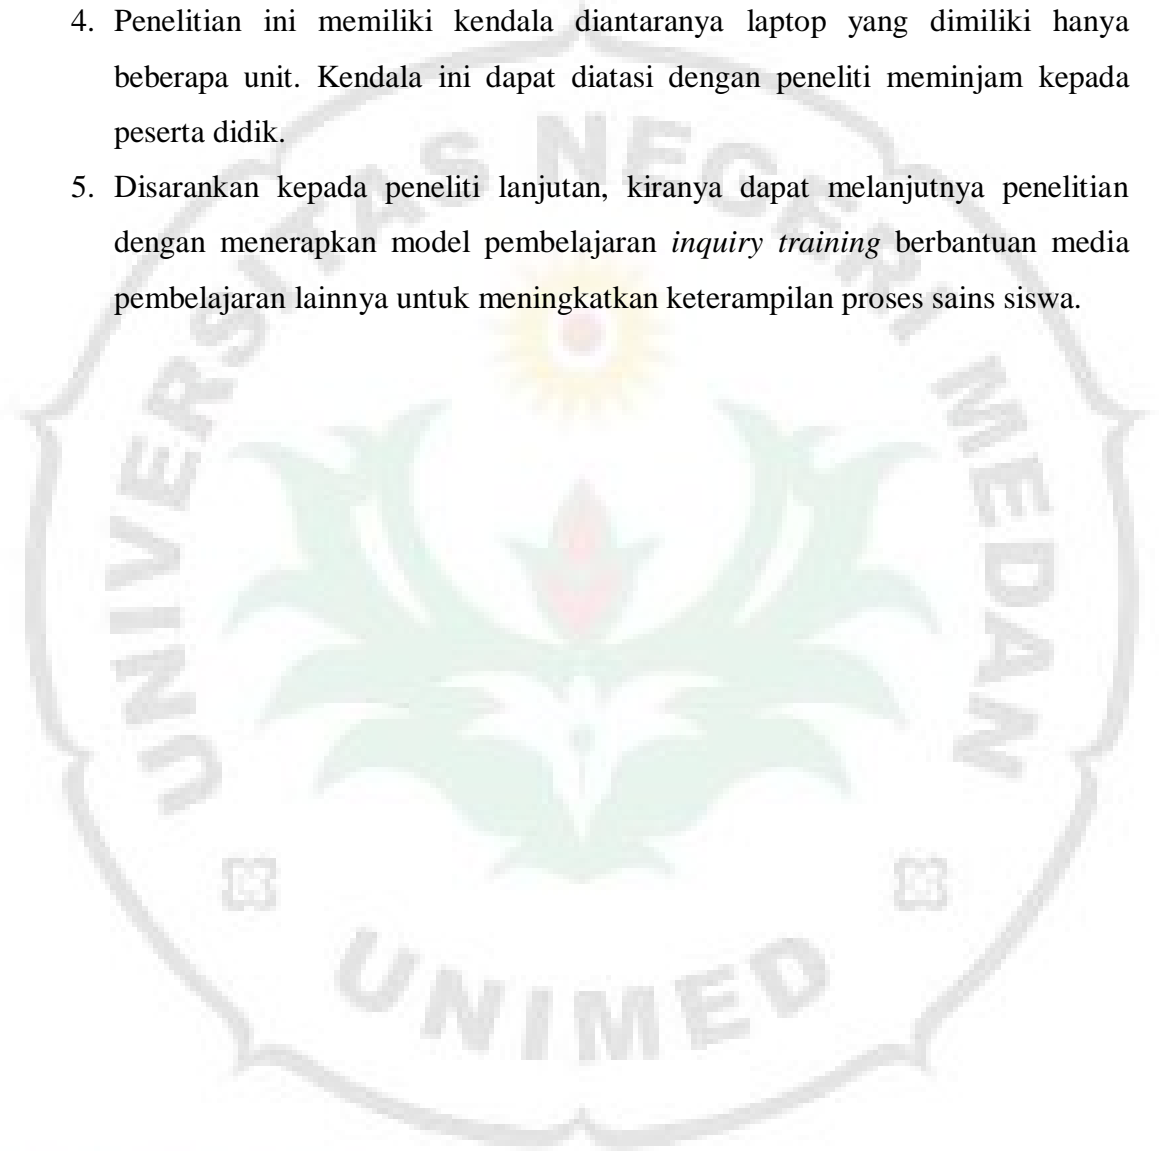 4. Penelitian ini memiliki kendala diantaranya laptop yang dimiliki hanya
beberapa unit. Kendala ini dapat diatasi dengan peneliti meminjam kepada
peserta didik.
5. Disarankan kepada peneliti lanjutan, kiranya dapat melanjutnya penelitian
dengan menerapkan model pembelajaran inquiry training berbantuan media
pembelajaran lainnya untuk meningkatkan keterampilan proses sains siswa.
UNIVERSITAS NEGERI MEDAN
UNIMED